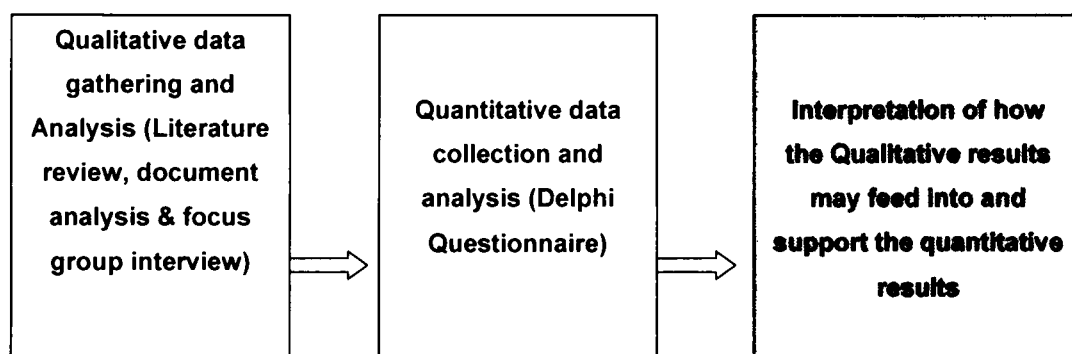 Qualitative data
gathering and
Analysis (Literature
review, document
analysis & focus
group interview)
Quantitative data
collection and
analysis (Delphi
Questionnaire)
Interpretation of how
the Qualitative results
may feed into and
support the quantitative
results